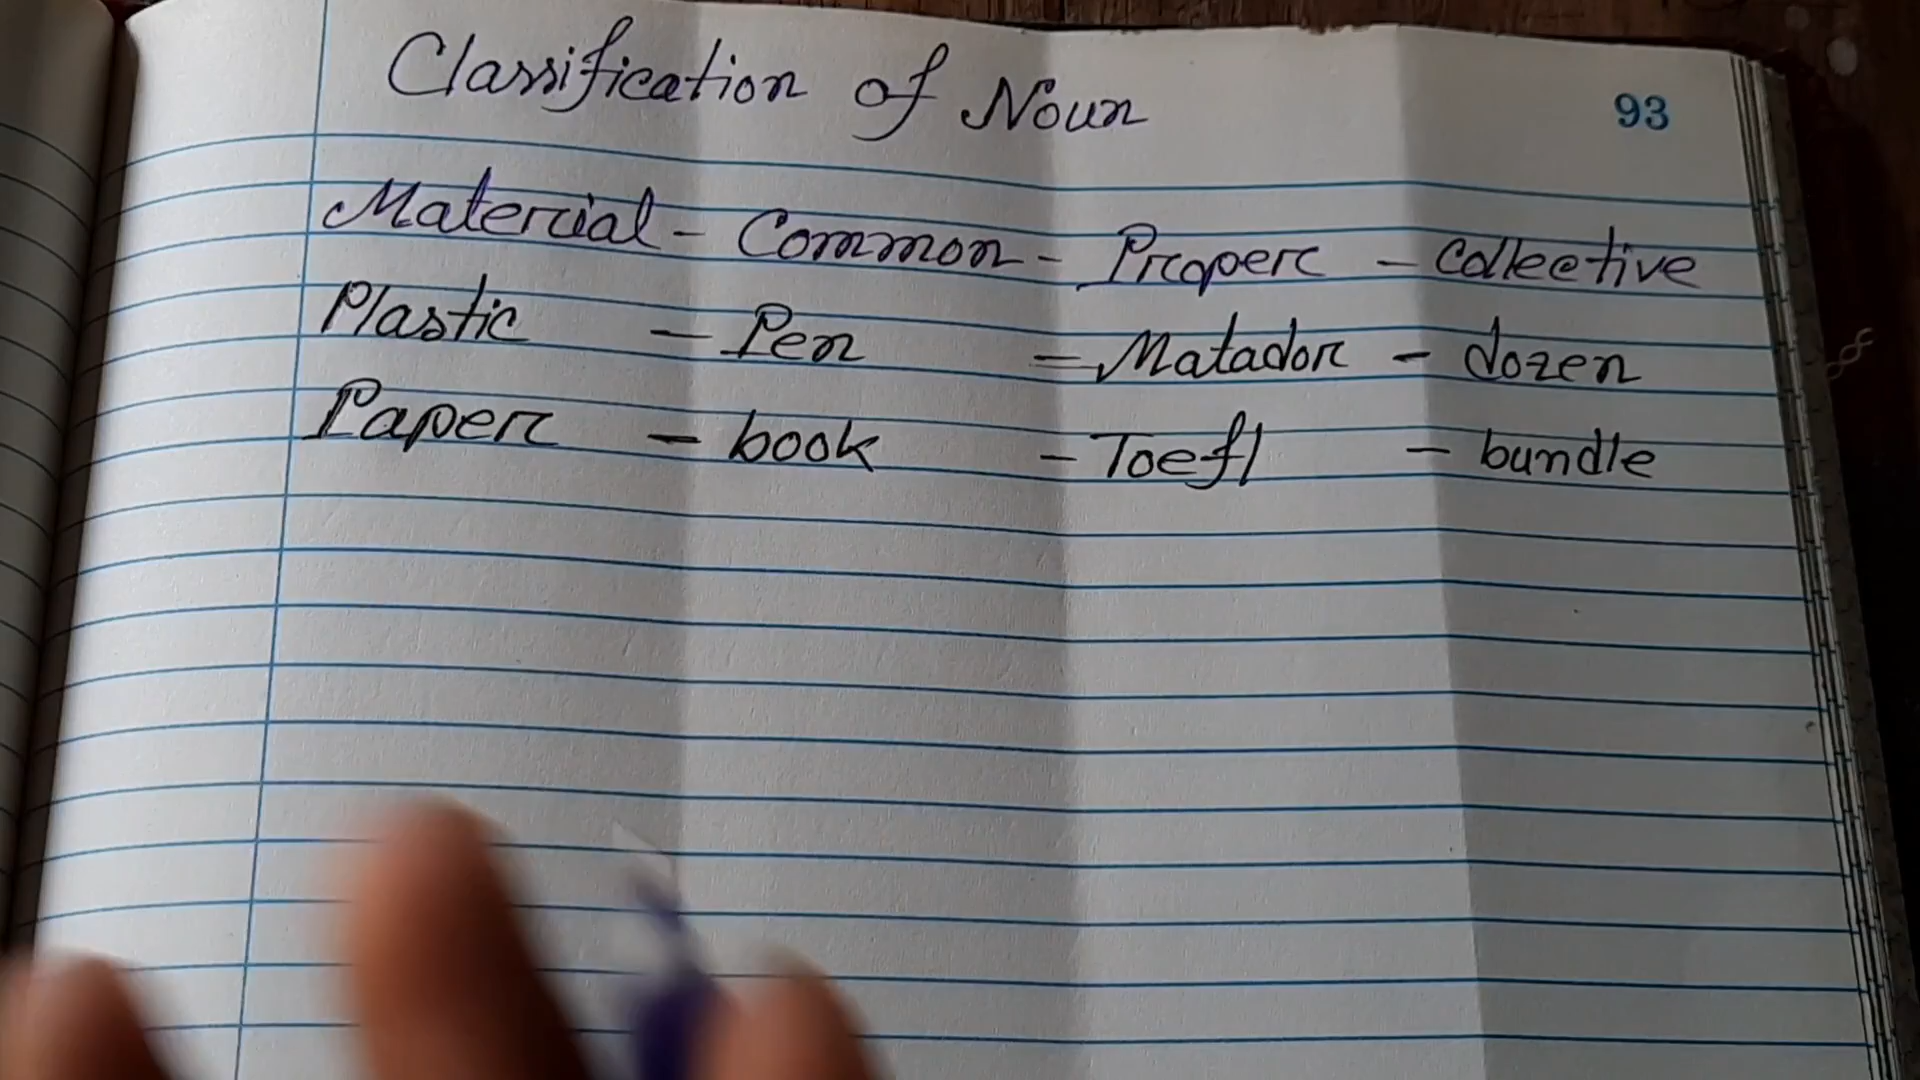 Classification of Noun
93
Material - Common - Proper - Collective
Plastic - Pen = Matador - dozen
Paper - book - Toefl - bundle